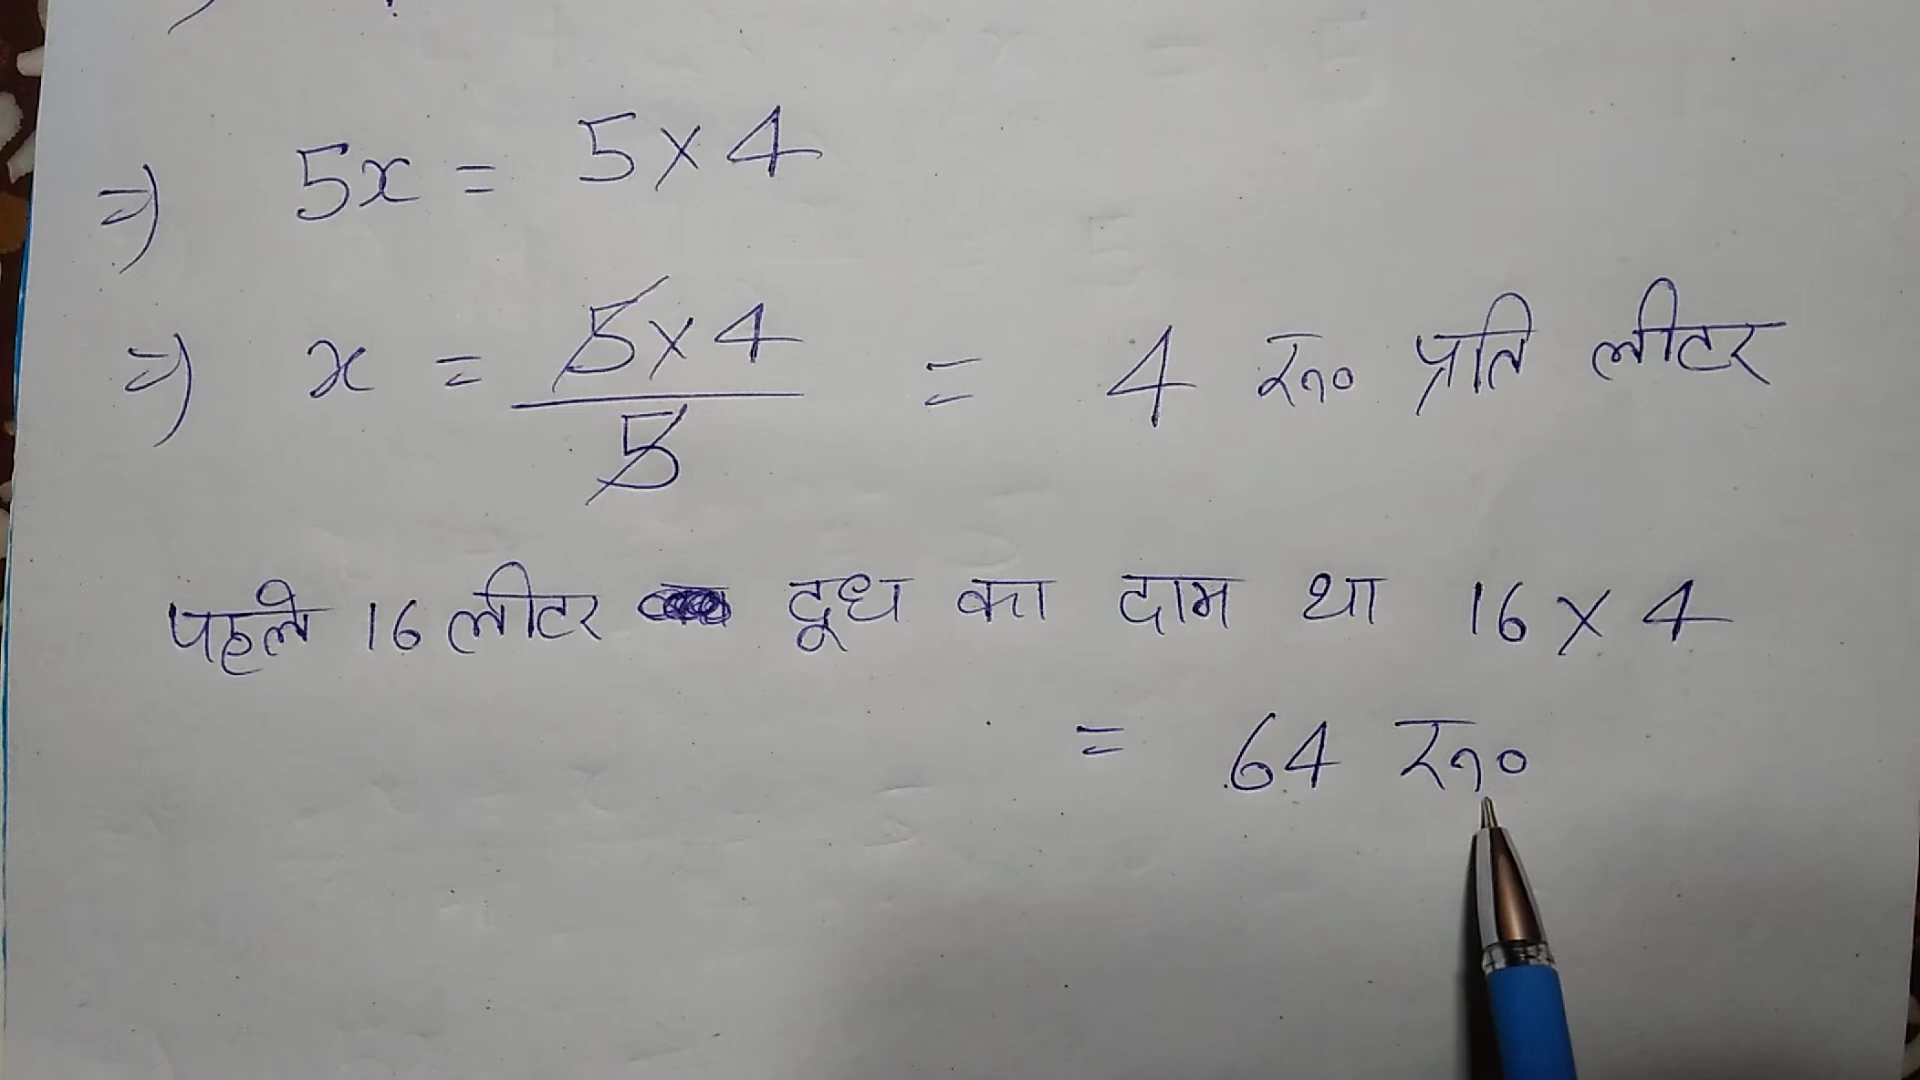 ⇒ 5x = 5×4
⇒ x = 5×4/5 = 4 रू० प्रति लीटर
पहले 16 लीटर दूध का दाम था 16×4
= 64 रू०